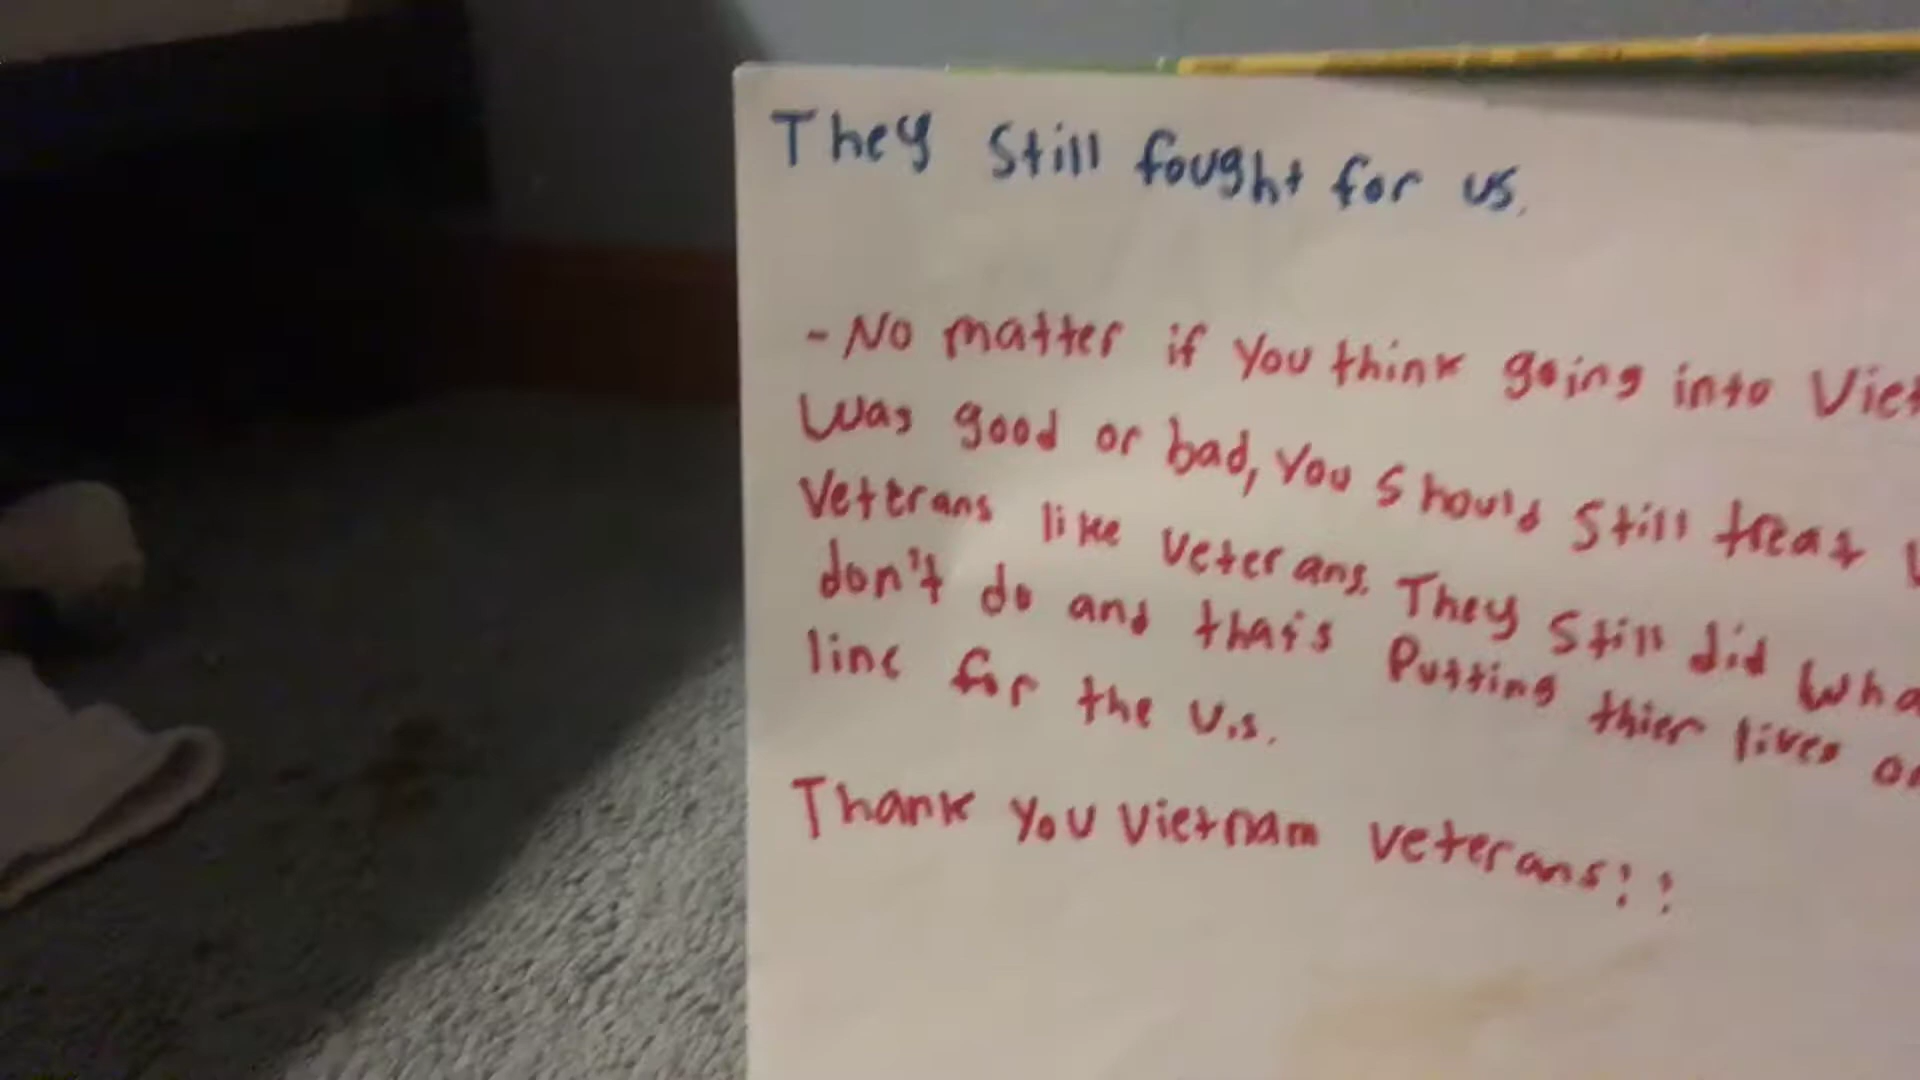 They Still fought for us.
- No matter if you think going into Viet
Was good or bad, you should still treat
Veterans like veterans. They still did wha
don't do and that's Putting thier lives on
line for the U.S.
Thank you Vietnam veterans!!